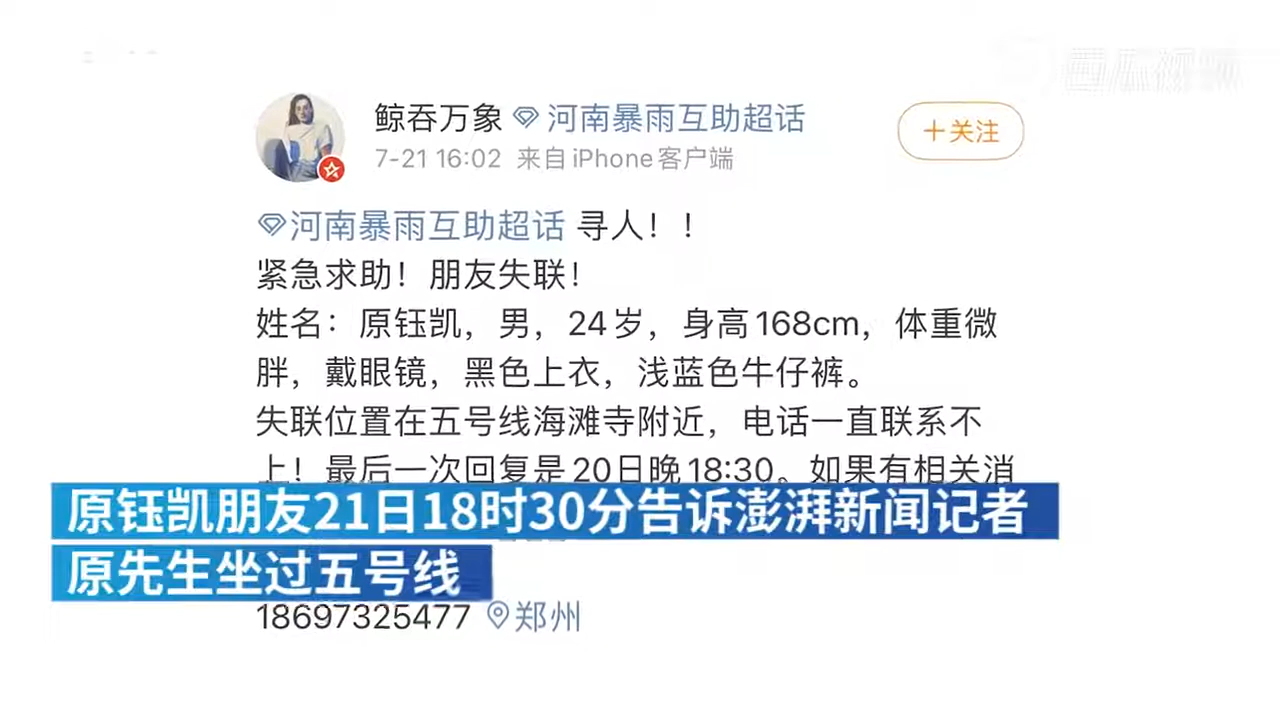 鲸吞万象 河南暴雨互助超话
+关注
7-21 16:02 来自iPhone客户端
河南暴雨互助超话 寻人！！
紧急求助！朋友失联！
姓名：原钰凯，男，24岁，身高168cm，体重微
胖，戴眼镜，黑色上衣，浅蓝色牛仔裤。
失联位置在五号线海滩寺附近，电话一直联系不
上！最后一次回复是20日晚18:30。如果有相关消
原钰凯朋友21日18时30分告诉澎湃新闻记者
原先生坐过五号线
18697325477 郑州